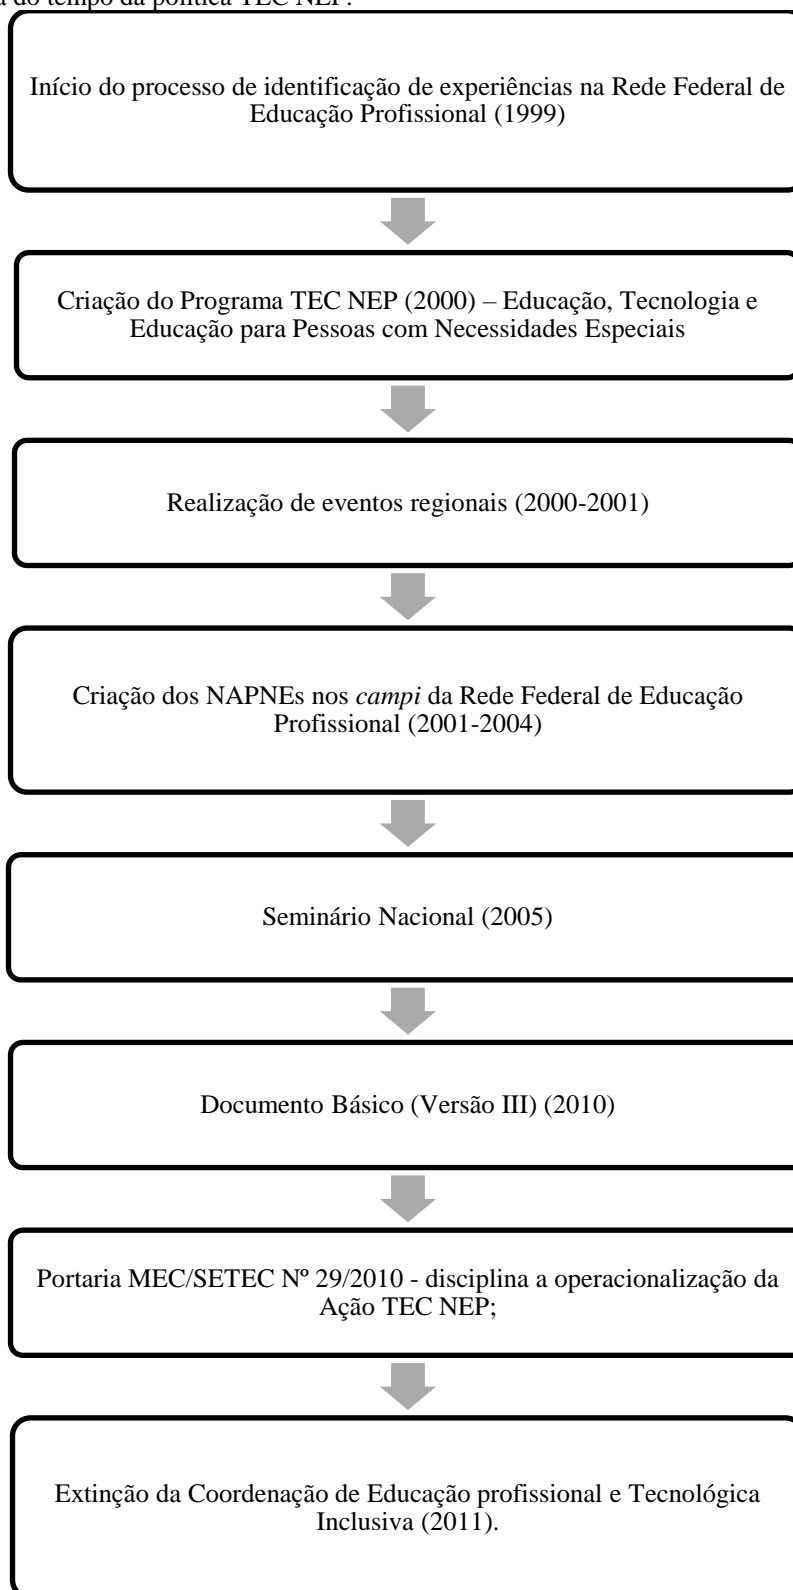 do tempo da política TEC NEP.
Início do processo de identificação de experiências na Rede Federal de
Educação Profissional (1999)
Criação do Programa TEC NEP (2000) – Educação, Tecnologia e
Educação para Pessoas com Necessidades Especiais
Realização de eventos regionais (2000-2001)
Criação dos NAPNEs nos campi da Rede Federal de Educação
Profissional (2001-2004)
Seminário Nacional (2005)
Documento Básico (Versão III) (2010)
Portaria MEC/SETEC Nº 29/2010 - disciplina a operacionalização da
Ação TEC NEP;
Extinção da Coordenação de Educação profissional e Tecnológica
Inclusiva (2011).